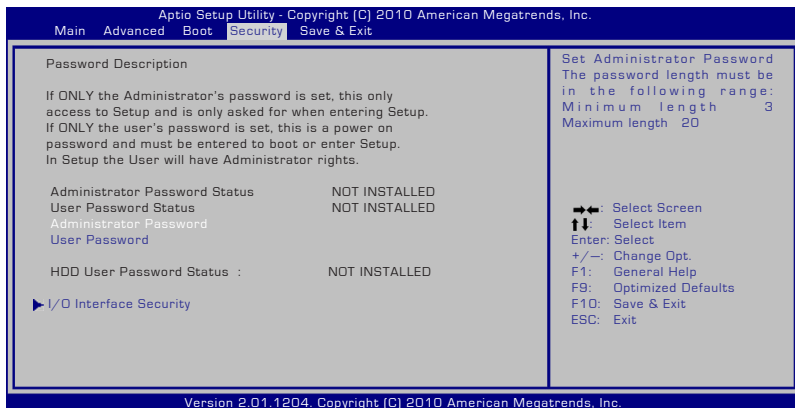 Aptio Setup Utility - Copyright (C) 2010 American Megatrends, Inc.
Main Advanced Boot Security Save & Exit
Password Description
If ONLY the Administrator's password is set, this only
access to Setup and is only asked for when entering Setup.
If ONLY the user's password is set, this is a power on
password and must be entered to boot or enter Setup.
In Setup the User will have Administrator rights.
Administrator Password Status NOT INSTALLED
User Password Status NOT INSTALLED
Administrator Password
User Password
HDD User Password Status : NOT INSTALLED
I/O Interface Security
Set Administrator Password
The password length must be
in the following range:
Minimum length 3
Maximum length 20
→←: Select Screen
↑↓: Select Item
Enter: Select
+/—: Change Opt.
F1: General Help
F9: Optimized Defaults
F10: Save & Exit
ESC: Exit
Version 2.01.1204. Copyright (C) 2010 American Megatrends, Inc.